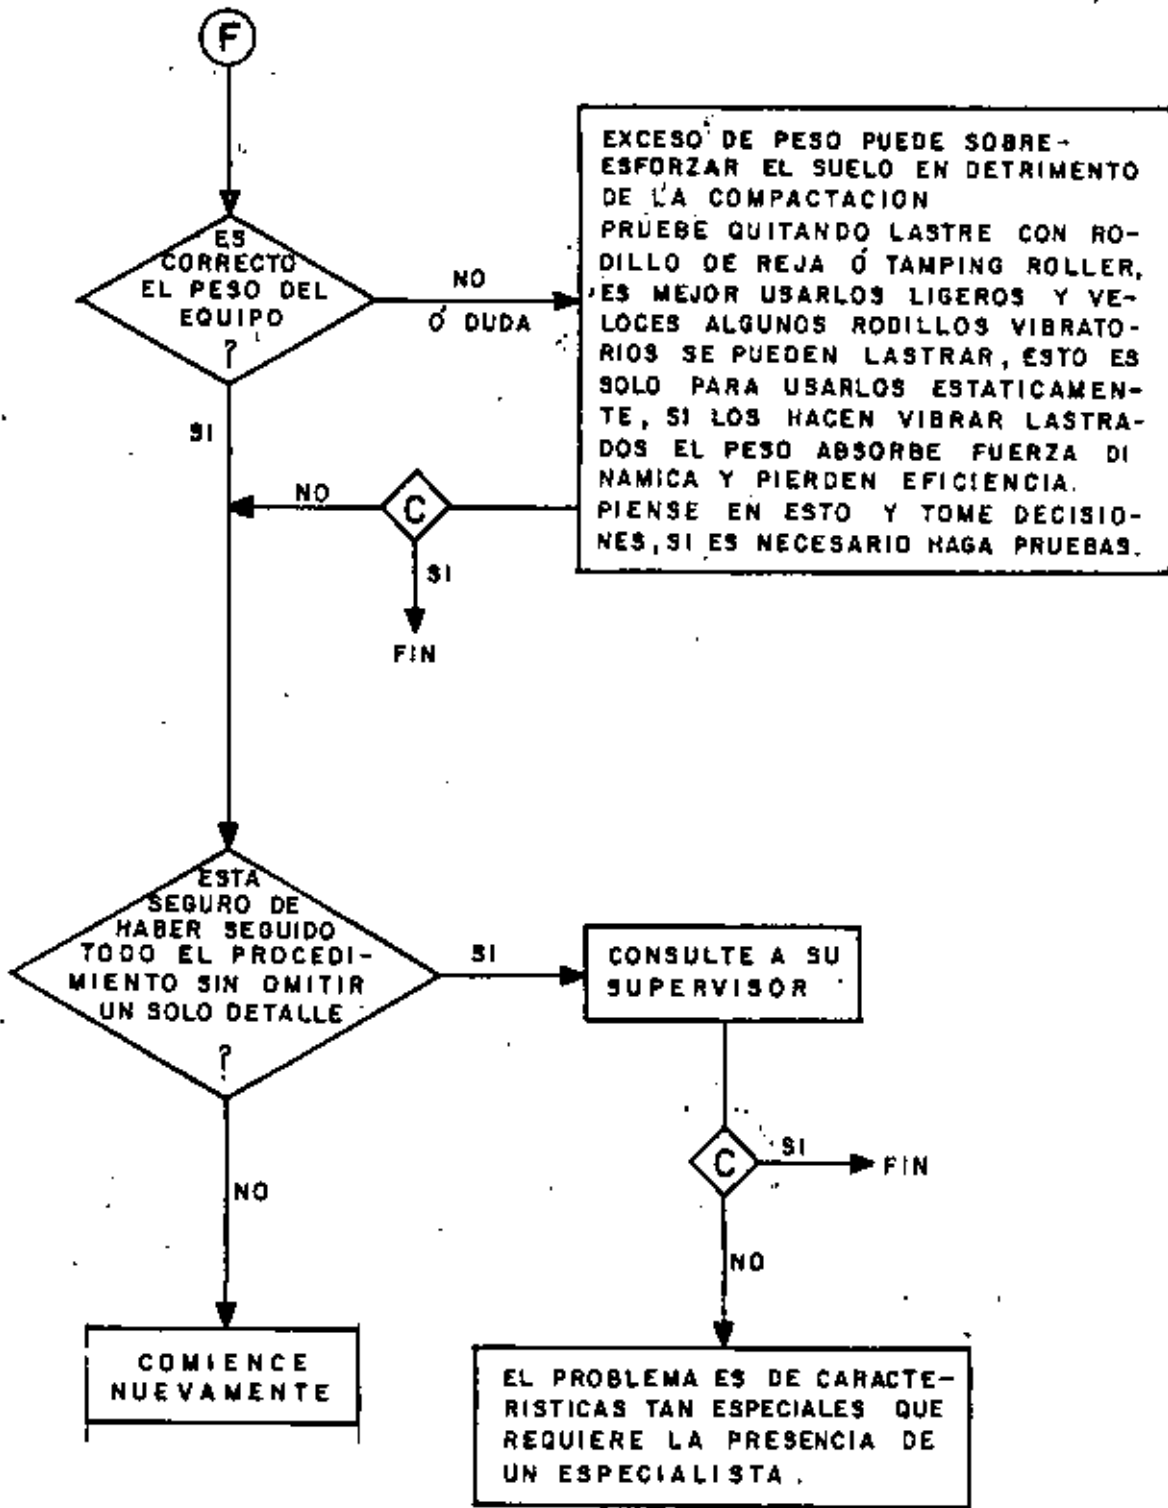 F
ES
CORRECTO
EL PESO DEL
EQUIPO
?
NO
Ó DUDA
EXCESO DE PESO PUEDE SOBRE-
ESFORZAR EL SUELO EN DETRIMENTO
DE LA COMPACTACION
PRUEBE QUITANDO LASTRE CON RO-
DILLO DE REJA Ó TAMPING ROLLER,
ES MEJOR USARLOS LIGEROS Y VE-
LOCES ALGUNOS RODILLOS VIBRATO-
RIOS SE PUEDEN LASTRAR, ESTO ES
SOLO PARA USARLOS ESTATICAMEN-
TE, SI LOS HACEN VIBRAR LASTRA-
DOS EL PESO ABSORBE FUERZA DI
NAMICA Y PIERDEN EFICIENCIA.
PIENSE EN ESTO Y TOME DECISIO-
NES, SI ES NECESARIO HAGA PRUEBAS.
SI
NO
C
SI
FIN
ESTA
SEGURO DE
HABER SEGUIDO
TODO EL PROCEDI-
MIENTO SIN OMITIR
UN SOLO DETALLE
?
SI
CONSULTE A SU
SUPERVISOR
C
SI
FIN
NO
NO
COMIENCE
NUEVAMENTE
EL PROBLEMA ES DE CARACTE-
RISTICAS TAN ESPECIALES QUE
REQUIERE LA PRESENCIA DE
UN ESPECIALISTA.